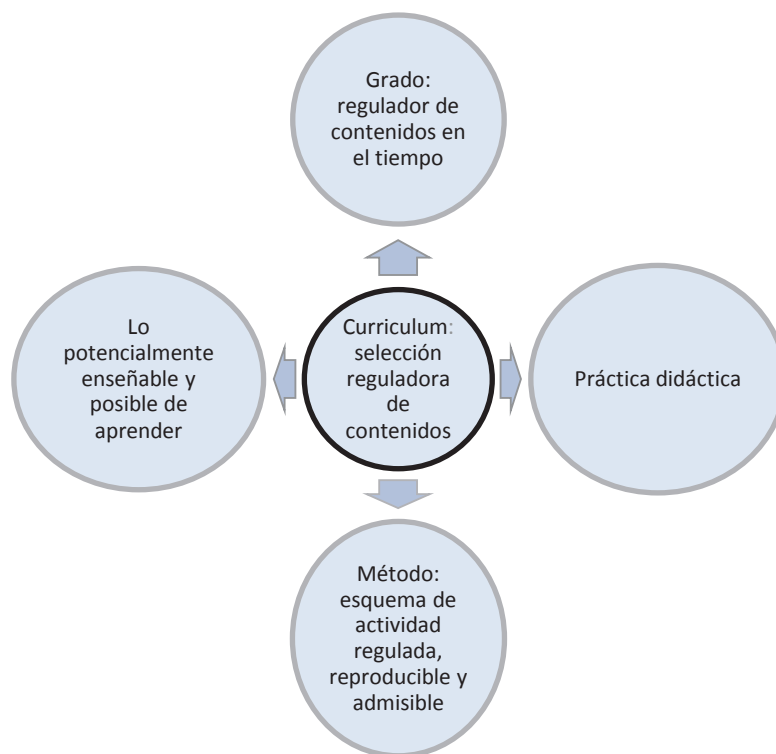 Grado:
regulador de
contenidos en
el tiempo
Lo
potencialmente
enseñable y
posible de
aprender
Curriculum:
selección
reguladora
de
contenidos
Práctica didáctica
Método:
esquema de
actividad
regulada,
reproducible y
admisible